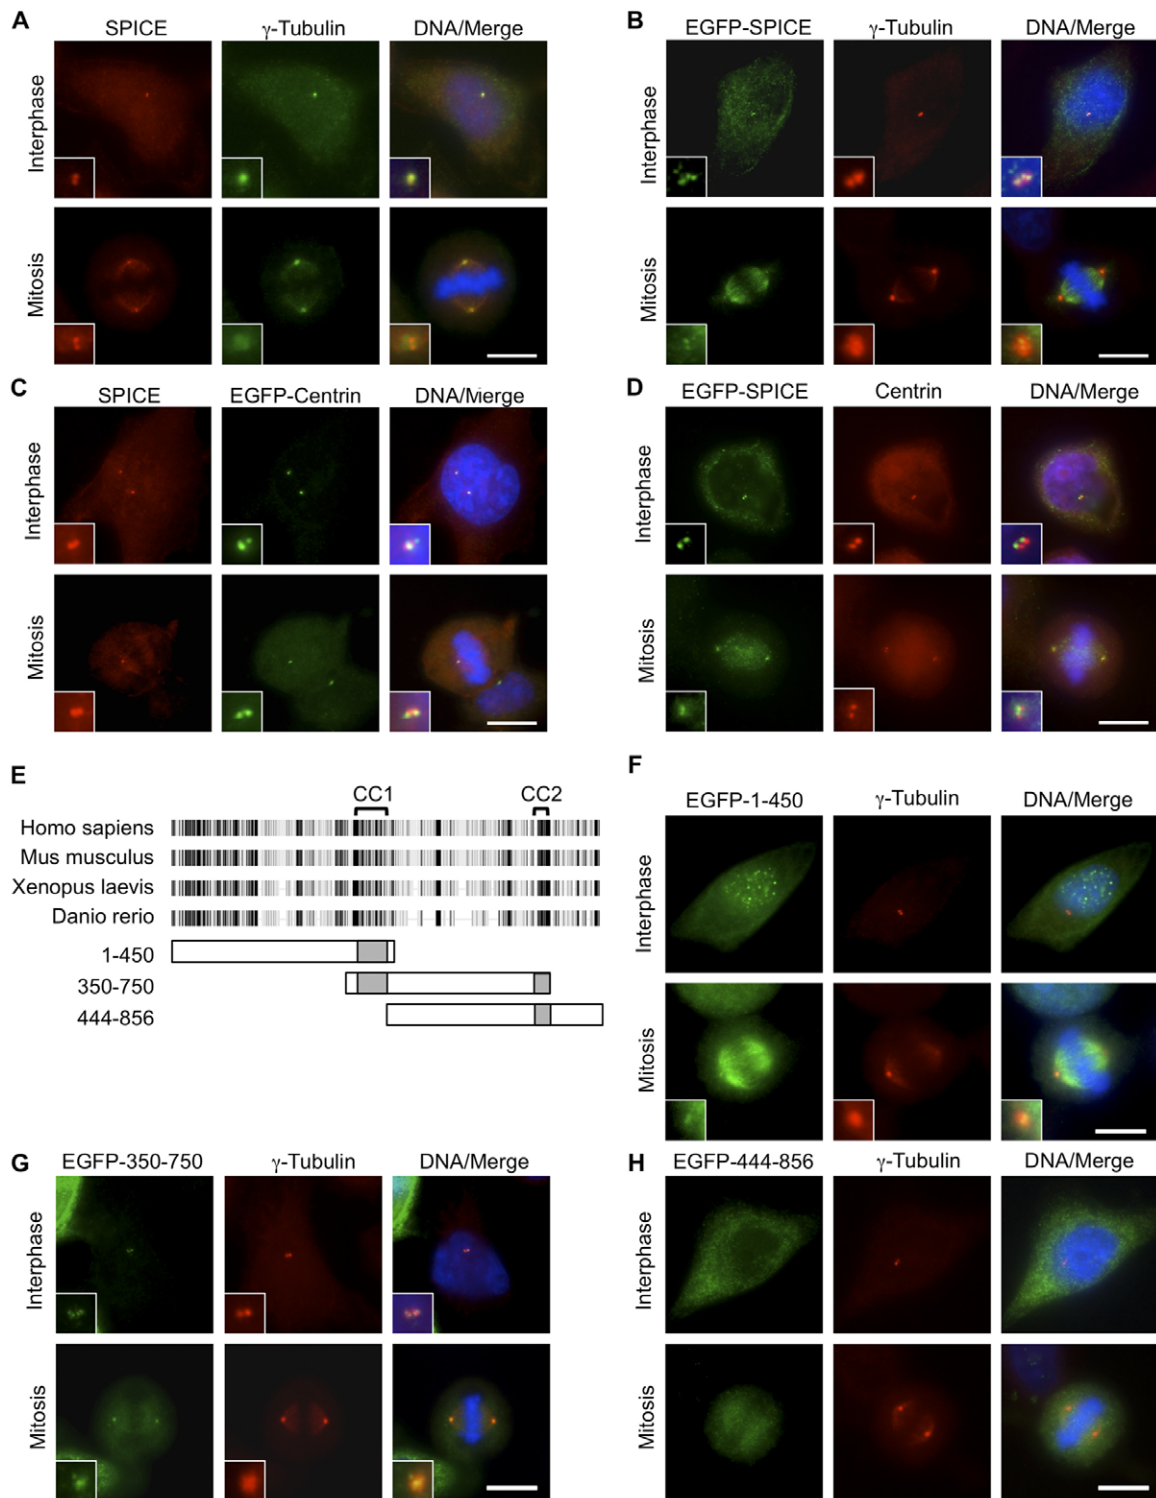 A
SPICE γ-Tubulin DNA/Merge
Interphase
Mitosis
B
EGFP-SPICE γ-Tubulin DNA/Merge
Interphase
Mitosis
C
SPICE EGFP-Centrin DNA/Merge
Interphase
Mitosis
D
EGFP-SPICE Centrin DNA/Merge
Interphase
Mitosis
E
CC1 CC2
Homo sapiens
Mus musculus
Xenopus laevis
Danio rerio
1-450
350-750
444-856
F
EGFP-1-450 γ-Tubulin DNA/Merge
Interphase
Mitosis
G
EGFP-350-750 γ-Tubulin DNA/Merge
Interphase
Mitosis
H
EGFP-444-856 γ-Tubulin DNA/Merge
Interphase
Mitosis